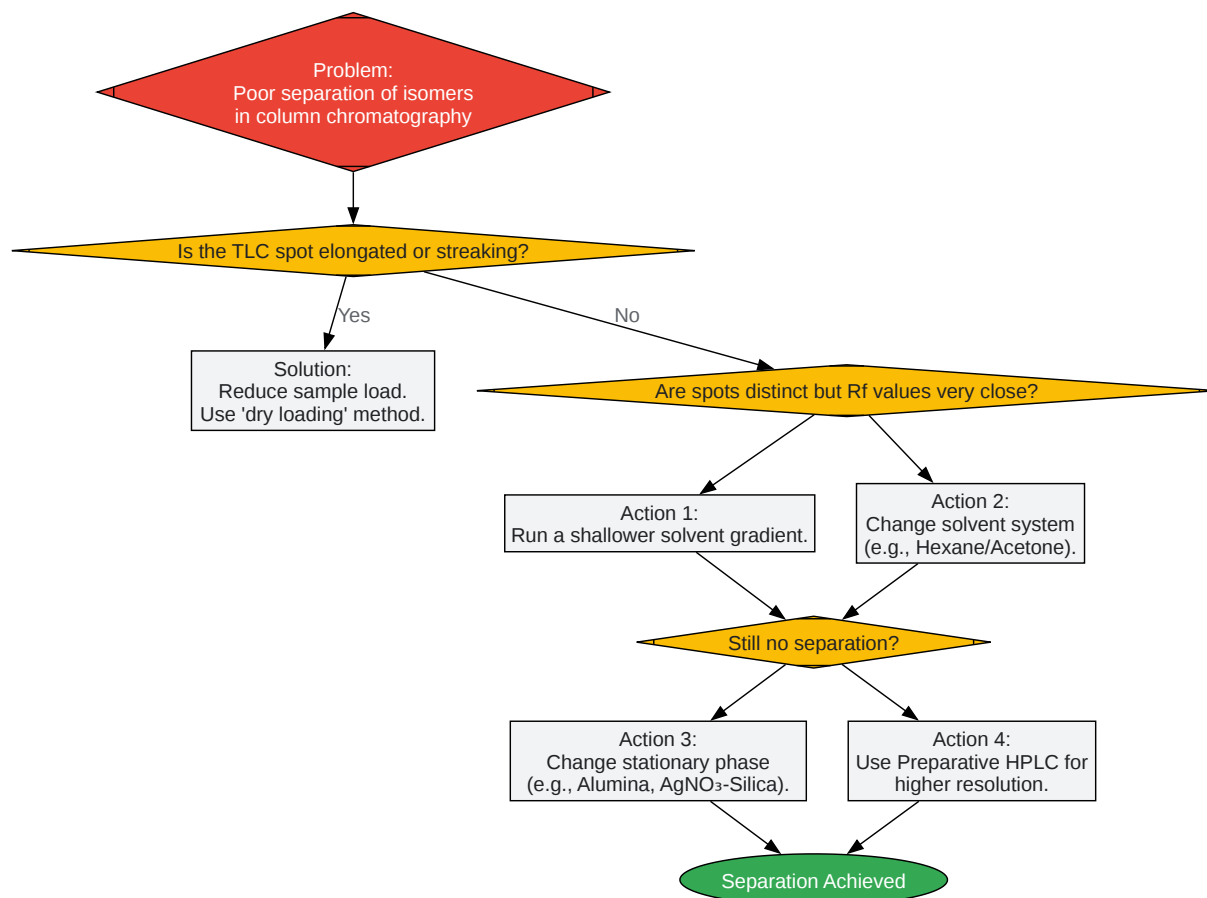 Problem:
Poor separation of isomers
in column chromatography
Is the TLC spot elongated or streaking?
Yes
No
Solution:
Reduce sample load.
Use 'dry loading' method.
Are spots distinct but Rf values very close?
Action 1:
Run a shallower solvent gradient.
Action 2:
Change solvent system
(e.g., Hexane/Acetone).
Still no separation?
Action 3:
Change stationary phase
(e.g., Alumina, AgNO₃-Silica).
Action 4:
Use Preparative HPLC for
higher resolution.
Separation Achieved